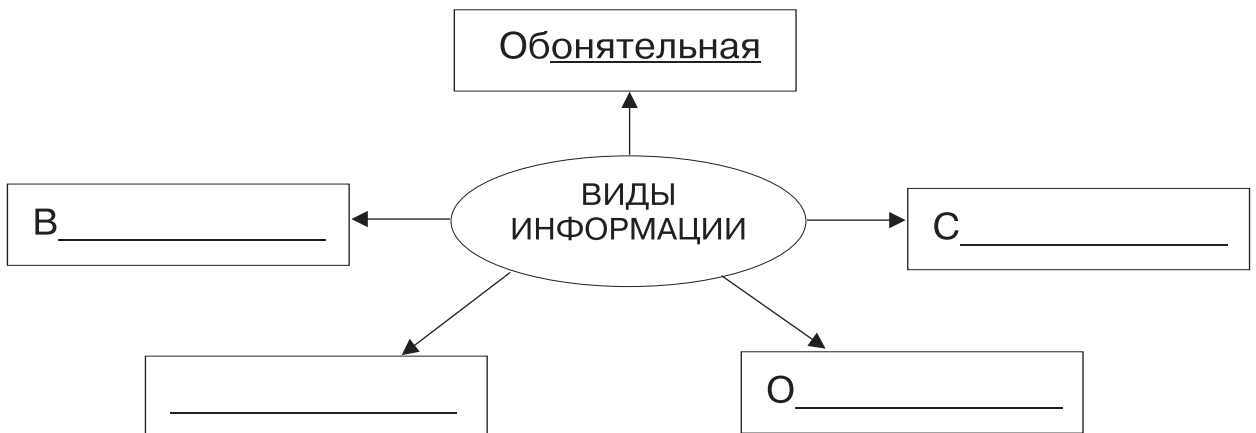 Обонятельная
ВИДЫ
ИНФОРМАЦИИ
В
С
О